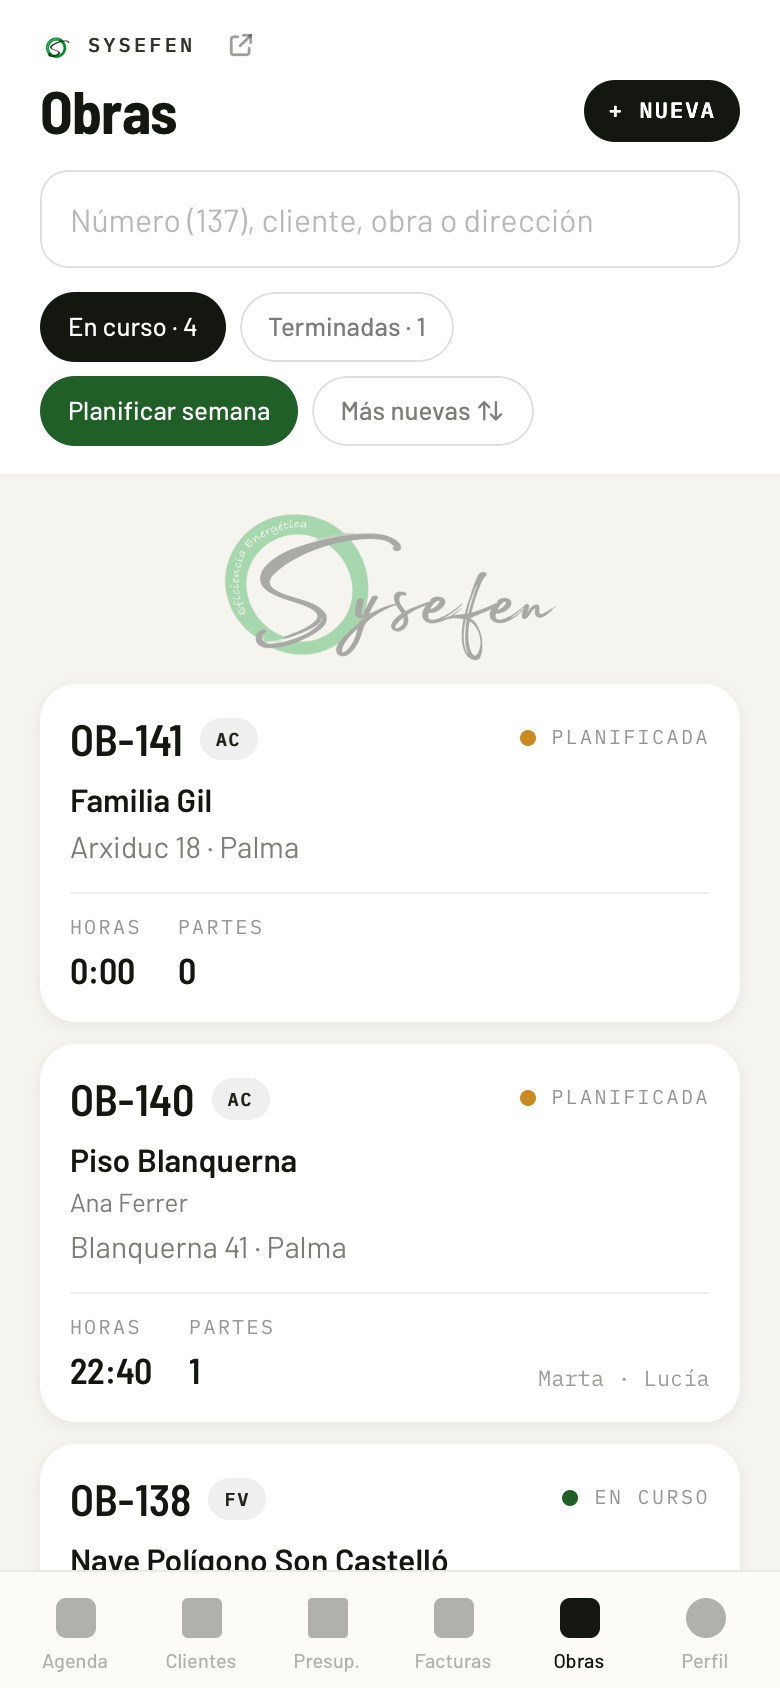 SYSEFEN
Obras
+ NUEVA
Número (137), cliente, obra o dirección
En curso · 4
Terminadas · 1
Planificar semana
Más nuevas ↑↓
Eficiencia Energética
Sysefen
OB-141 AC PLANIFICADA
Familia Gil
Arxiduc 18 · Palma
HORAS PARTES
0:00 0
OB-140 AC PLANIFICADA
Piso Blanquerna
Ana Ferrer
Blanquerna 41 · Palma
HORAS PARTES
22:40 1 Marta · Lucía
OB-138 FV EN CURSO
Nave Polígono Son Castelló
Agenda Clientes Presup. Facturas Obras Perfil